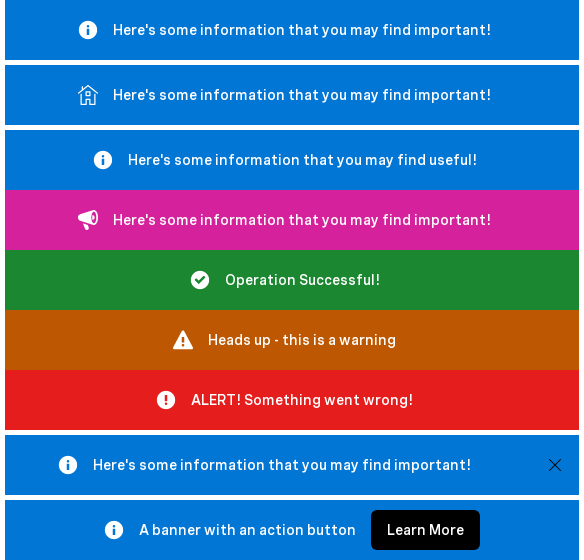 Here's some information that you may find important!
Here's some information that you may find important!
Here's some information that you may find useful!
Here's some information that you may find important!
Operation Successful!
Heads up - this is a warning
ALERT! Something went wrong!
Here's some information that you may find important!
A banner with an action button Learn More